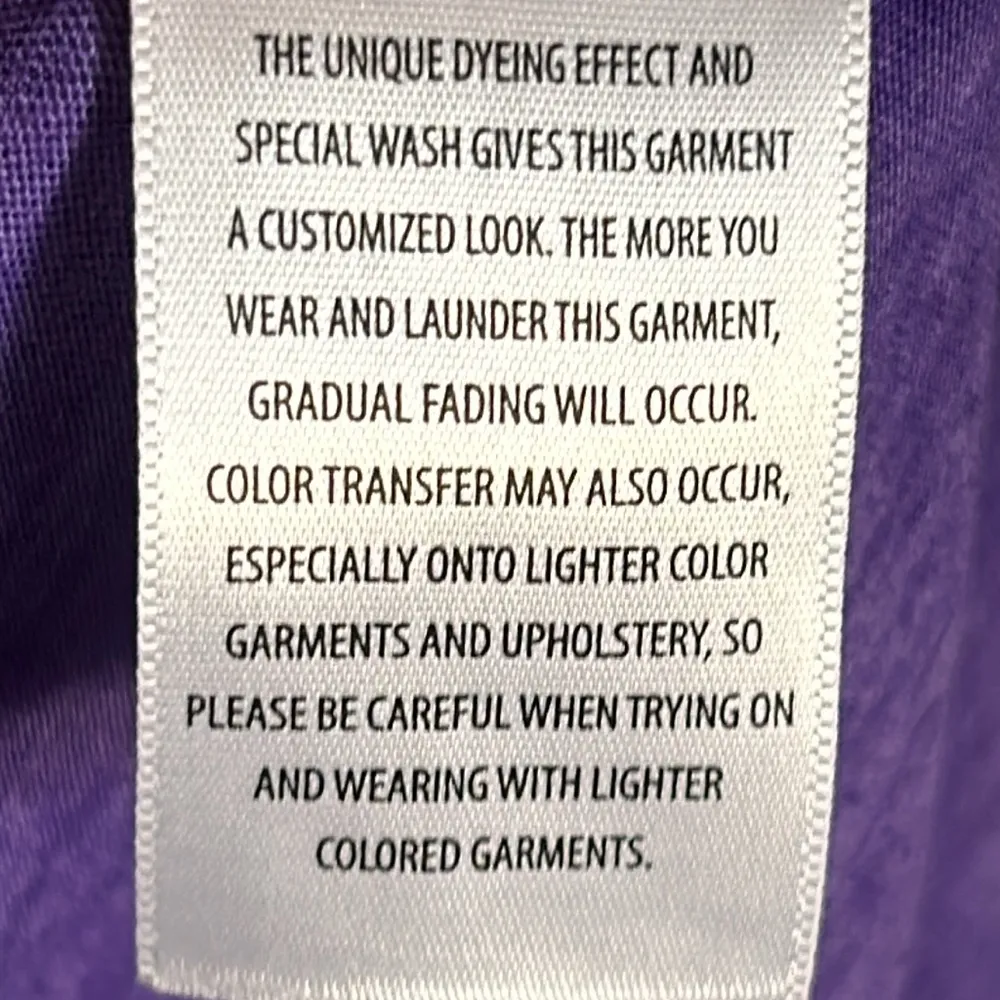 THE UNIQUE DYEING EFFECT AND
SPECIAL WASH GIVES THIS GARMENT
A CUSTOMIZED LOOK. THE MORE YOU
WEAR AND LAUNDER THIS GARMENT,
GRADUAL FADING WILL OCCUR.
COLOR TRANSFER MAY ALSO OCCUR,
ESPECIALLY ONTO LIGHTER COLOR
GARMENTS AND UPHOLSTERY, SO
PLEASE BE CAREFUL WHEN TRYING ON
AND WEARING WITH LIGHTER
COLORED GARMENTS.